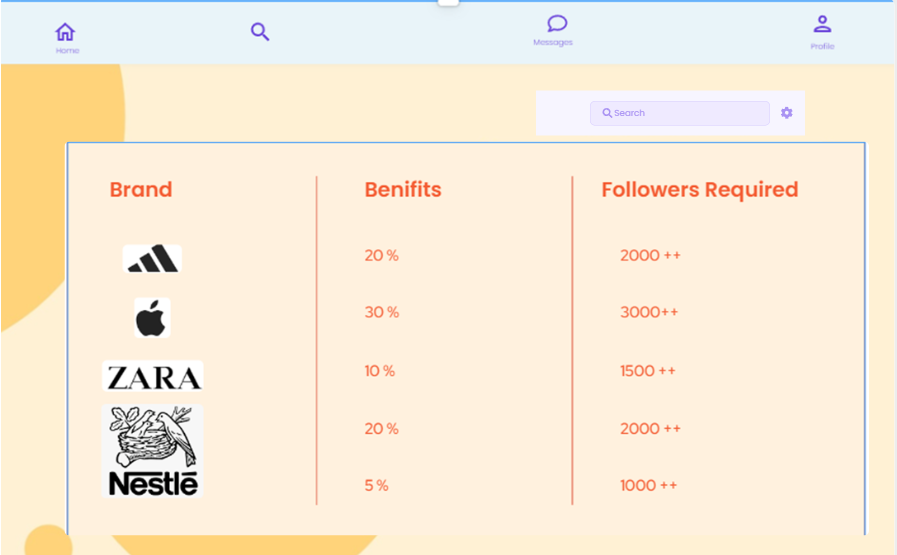 Home
Messages
Profile
Search
Brand Benifits Followers Required
20 % 2000 ++
30 % 3000++
ZARA 10 % 1500 ++
20 % 2000 ++
Nestlé 5 % 1000 ++